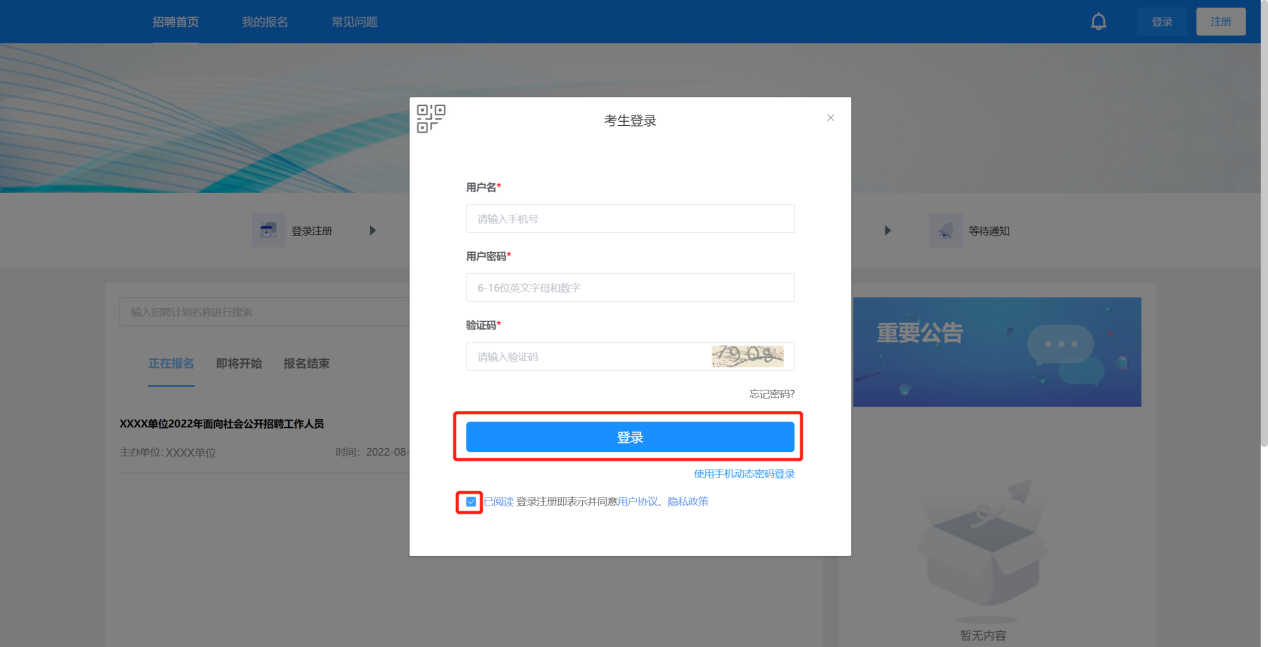 招聘首页 我的报名 常见问题 登录 注册
考生登录 ×
用户名*
请输入手机号
登录注册 等待通知
用户密码*
6-16位英文字母和数字
输入招聘计划名称进行搜索
验证码*
请输入验证码
重要公告
正在报名 即将开始 报名结束
忘记密码?
XXXX单位2022年面向社会公开招聘工作人员
登录
主办单位: XXXX单位 时间: 2022-08-
使用手机动态密码登录
已阅读 登录注册即表示并同意用户协议、隐私政策
暂无内容